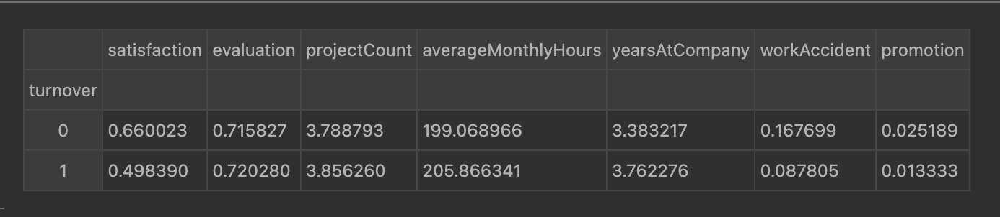 satisfaction evaluation projectCount averageMonthlyHours yearsAtCompany workAccident promotion
turnover
0 0.660023 0.715827 3.788793 199.068966 3.383217 0.167699 0.025189
1 0.498390 0.720280 3.856260 205.866341 3.762276 0.087805 0.013333